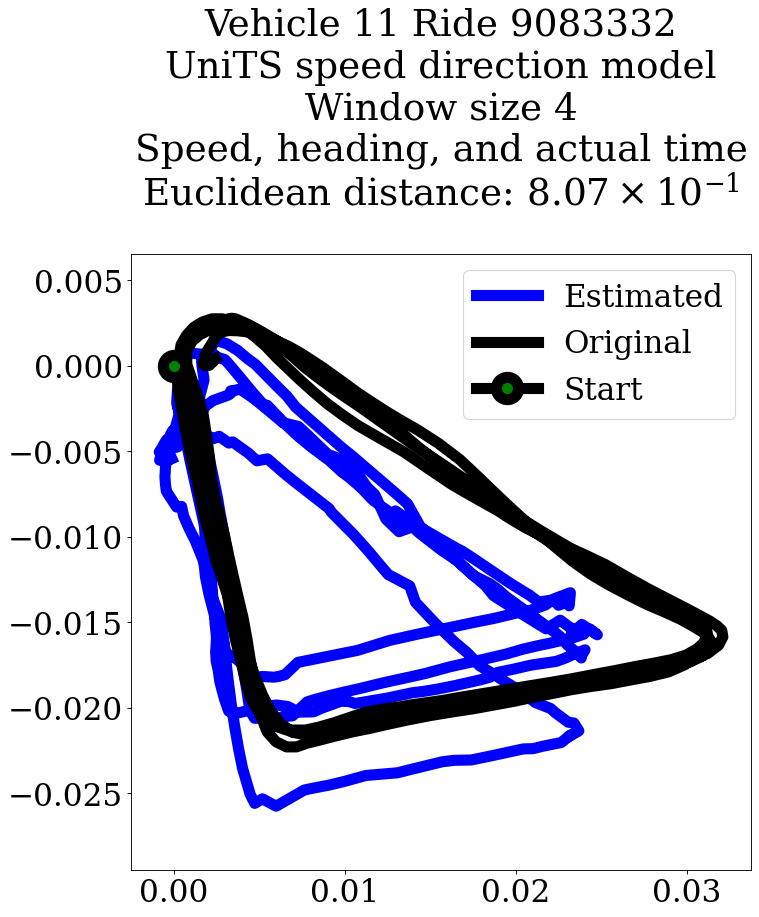 Vehicle 11 Ride 9083332
UniTS speed direction model
Window size 4
Speed, heading, and actual time
Euclidean distance: 8.07 × 10⁻¹
Estimated
Original
Start
0.005
0.000
−0.005
−0.010
−0.015
−0.020
−0.025
0.00 0.01 0.02 0.03